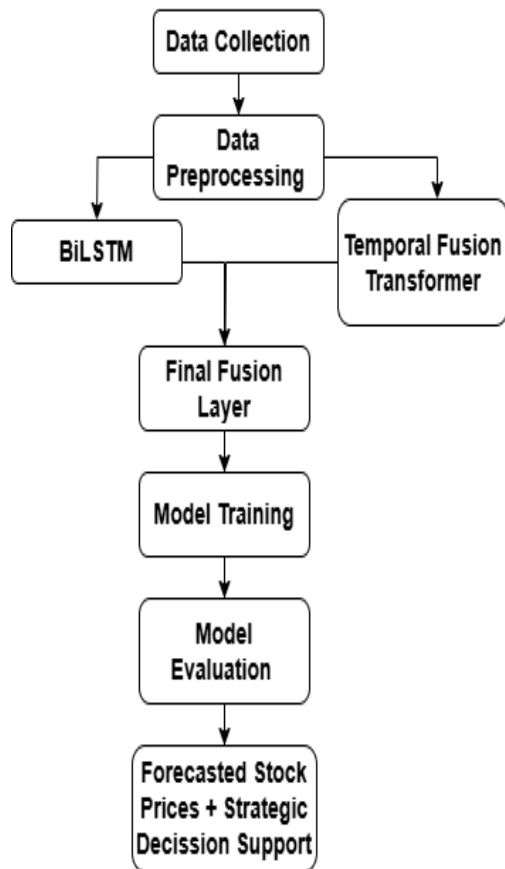 Data Collection
Data
Preprocessing
BiLSTM
Temporal Fusion
Transformer
Final Fusion
Layer
Model Training
Model
Evaluation
Forecasted Stock
Prices + Strategic
Decission Support